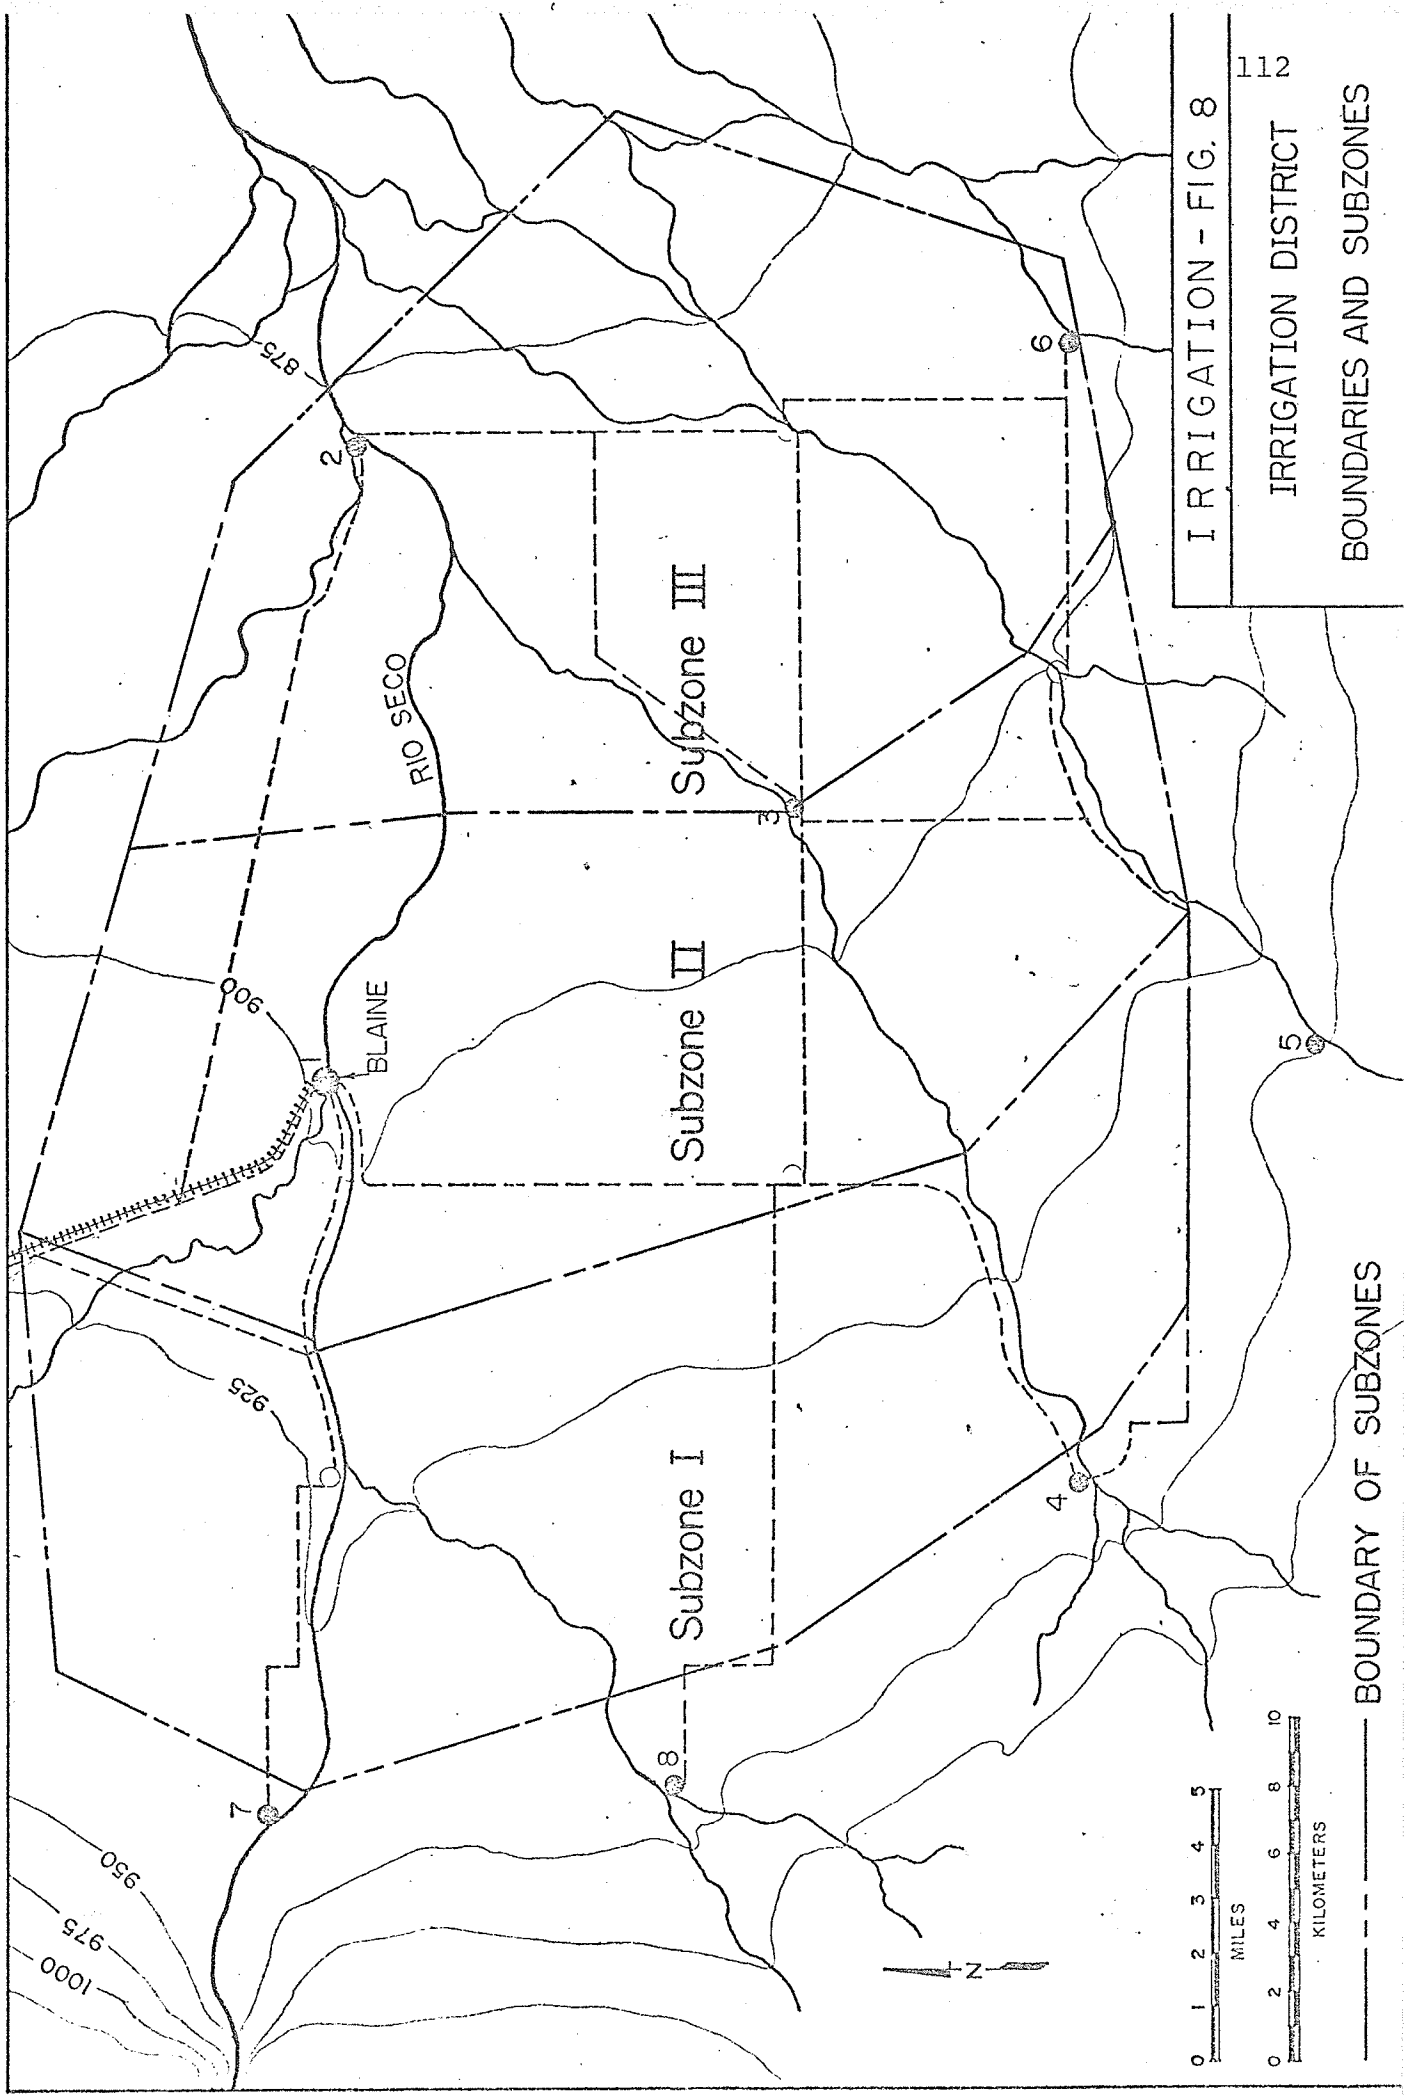 IRRIGATION - FIG. 8
112
IRRIGATION DISTRICT
BOUNDARIES AND SUBZONES
1000
975
950
925
900
875
7
8
4
1
BLAINE
RIO SECO
2
3
5
6
Subzone I
Subzone II
Subzone III
N
0 1 2 3 4 5
MILES
0 2 4 6 8 10
KILOMETERS
BOUNDARY OF SUBZONES